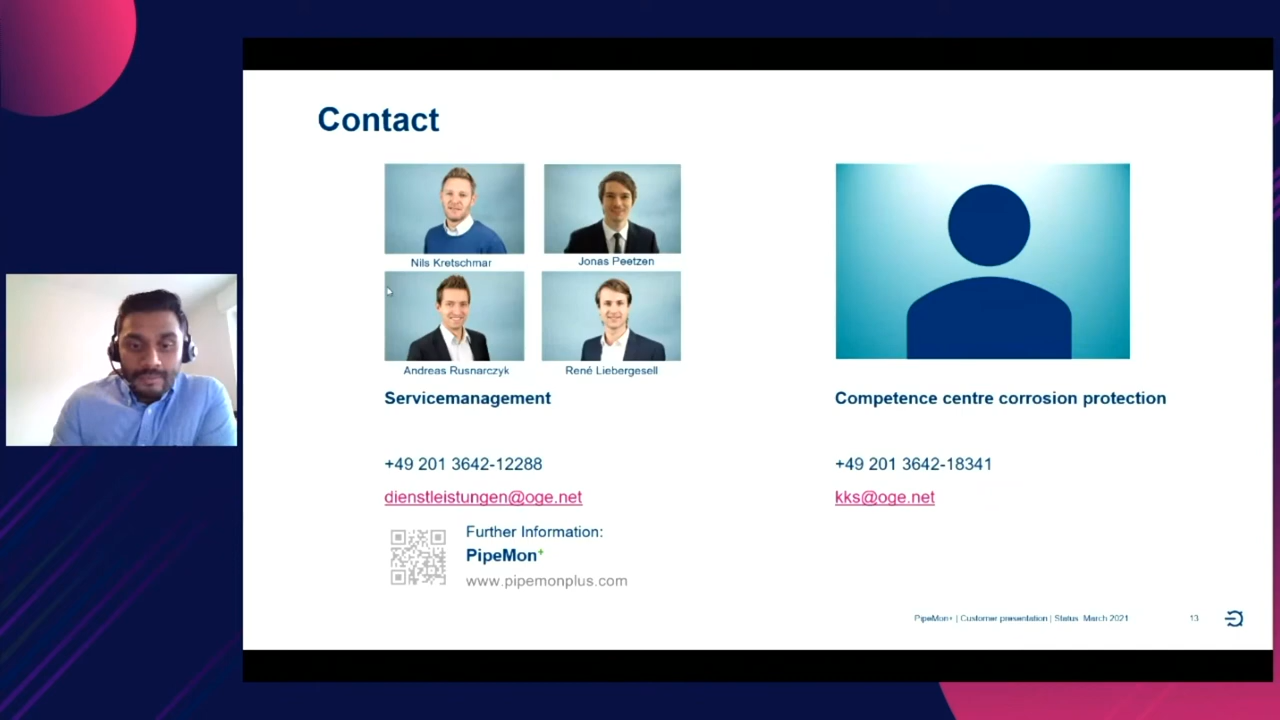 Contact
Nils Kretschmar
Jonas Peetzen
Andreas Rusnarczyk
René Liebergesell
Servicemanagement
+49 201 3642-12288
dienstleistungen@oge.net
Further Information:
PipeMon+
www.pipemonplus.com
Competence centre corrosion protection
+49 201 3642-18341
kks@oge.net
PipeMon+ | Customer presentation | Status March 2021
13